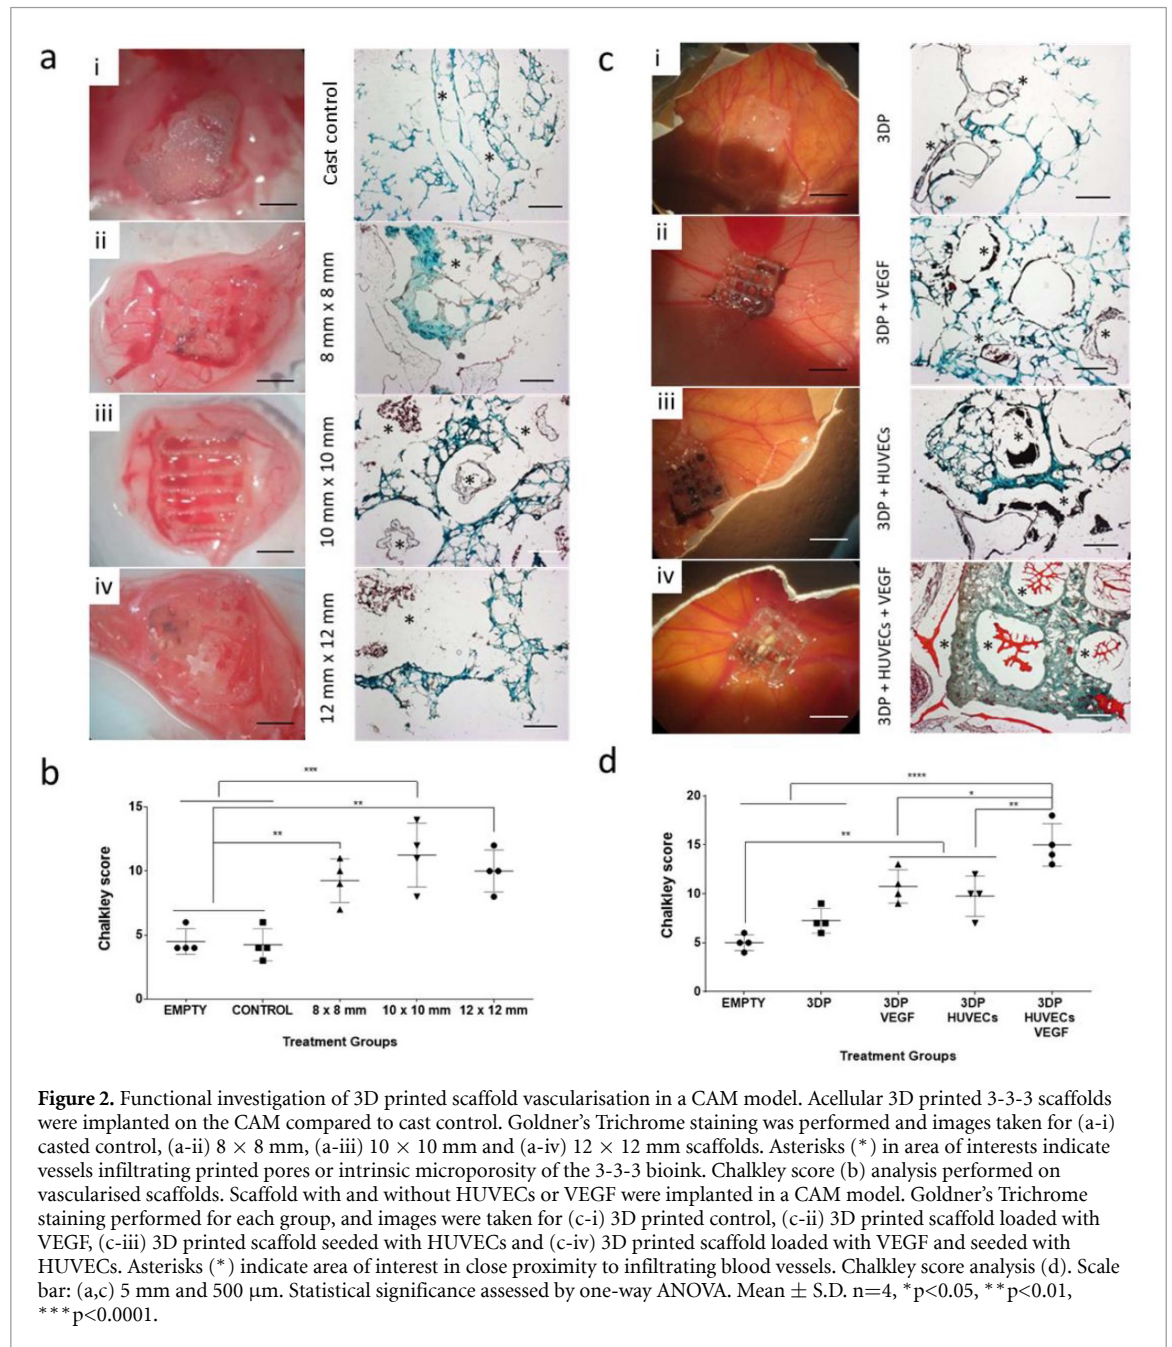 a
i
Cast control
*
*
ii
8 mm x 8 mm
*
iii
10 mm x 10 mm
*
*
*
*
iv
12 mm x 12 mm
*
c
i
3DP
*
*
ii
3DP + VEGF
*
*
*
iii
3DP + HUVECs
*
*
iv
3DP + HUVECs + VEGF
*
*
*
*
b
***
**
**
15
10
5
0
Chalkley score
EMPTY CONTROL 8 x 8 mm 10 x 10 mm 12 x 12 mm
Treatment Groups
d
****
*
**
**
20
15
10
5
0
Chalkley score
EMPTY 3DP 3DP 3DP 3DP
VEGF HUVECs HUVECs
VEGF
Treatment Groups
Figure 2. Functional investigation of 3D printed scaffold vascularisation in a CAM model. Acellular 3D printed 3-3-3 scaffolds
were implanted on the CAM compared to cast control. Goldner's Trichrome staining was performed and images taken for (a-i)
casted control, (a-ii) 8 × 8 mm, (a-iii) 10 × 10 mm and (a-iv) 12 × 12 mm scaffolds. Asterisks (*) in area of interests indicate
vessels infiltrating printed pores or intrinsic microporosity of the 3-3-3 bioink. Chalkley score (b) analysis performed on
vascularised scaffolds. Scaffold with and without HUVECs or VEGF were implanted in a CAM model. Goldner's Trichrome
staining performed for each group, and images were taken for (c-i) 3D printed control, (c-ii) 3D printed scaffold loaded with
VEGF, (c-iii) 3D printed scaffold seeded with HUVECs and (c-iv) 3D printed scaffold loaded with VEGF and seeded with
HUVECs. Asterisks (*) indicate area of interest in close proximity to infiltrating blood vessels. Chalkley score analysis (d). Scale
bar: (a,c) 5 mm and 500 μm. Statistical significance assessed by one-way ANOVA. Mean ± S.D. n=4, *p<0.05, **p<0.01,
***p<0.0001.